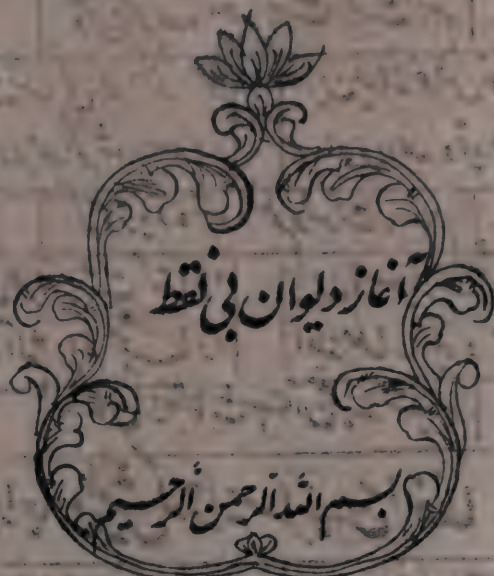 آغاز دیوان بی نقط
بسم الله الرحمن الرحیم